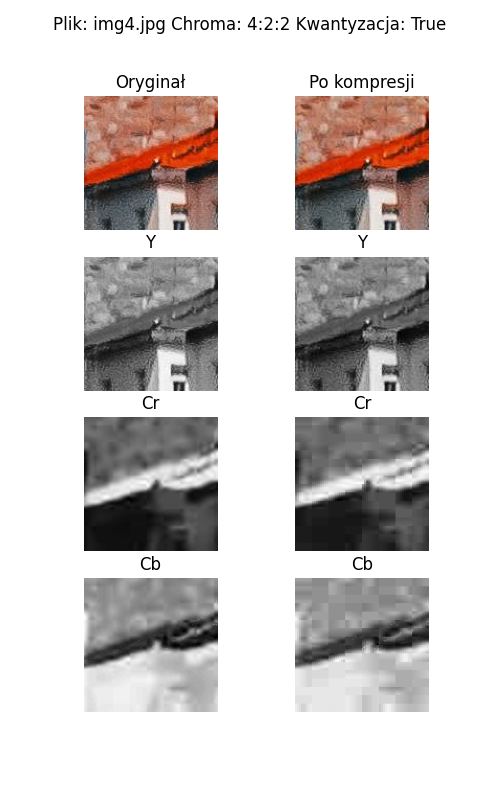 Plik: img4.jpg Chroma: 4:2:2 Kwantyzacja: True
Oryginał Po kompresji
Y Y
Cr Cr
Cb Cb